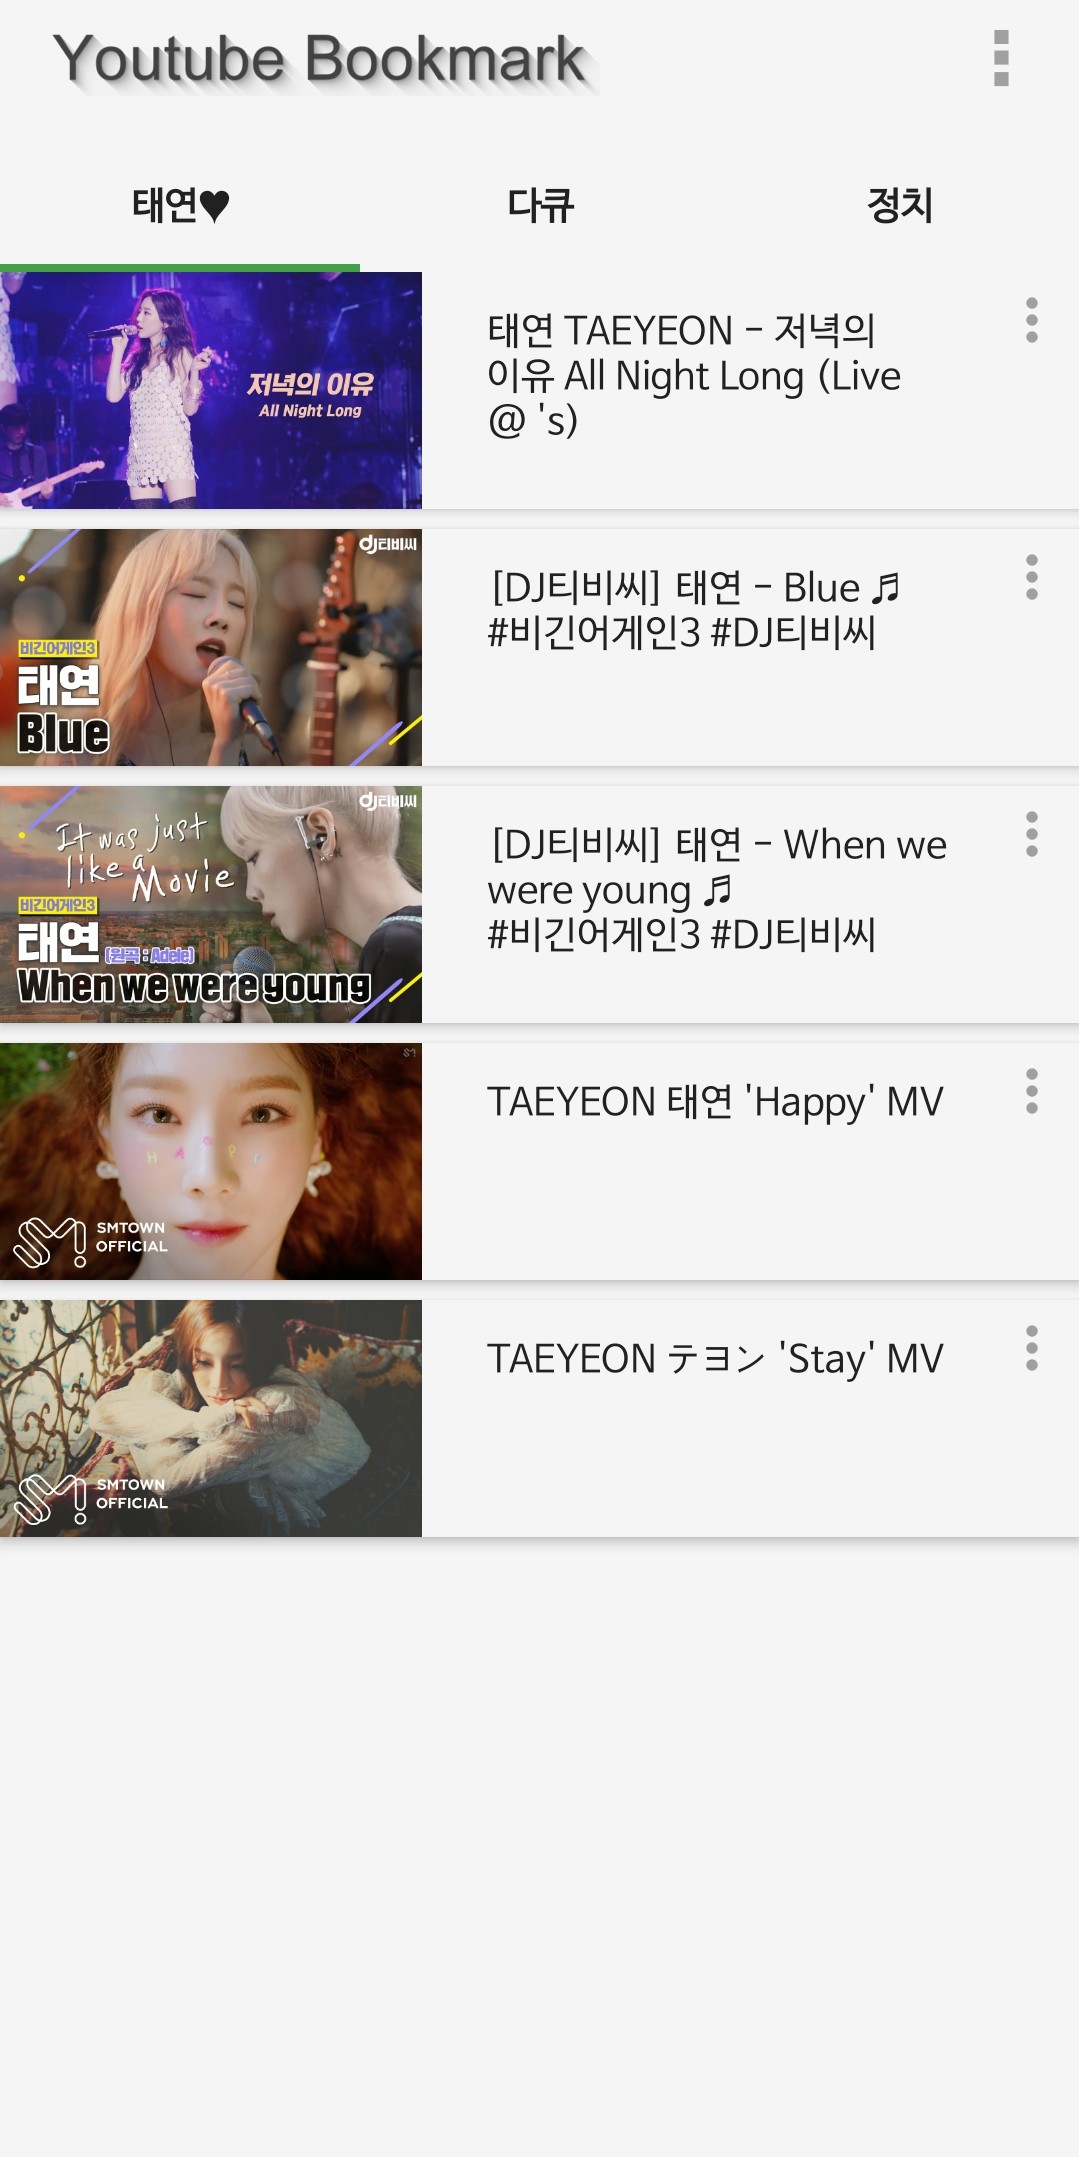 Youtube Bookmark
태연♥ 다큐 정치
저녁의 이유
All Night Long
태연 TAEYEON - 저녁의
이유 All Night Long (Live
@ 's)
dj티비씨
비긴어게인3
태연
Blue
[DJ티비씨] 태연 - Blue ♬
#비긴어게인3 #DJ티비씨
dj티비씨
It was just
like a
Movie
비긴어게인3
태연 (원곡 : Adele)
When we were young
[DJ티비씨] 태연 - When we
were young ♬
#비긴어게인3 #DJ티비씨
SM
HAPPY
SM SMTOWN
OFFICIAL
TAEYEON 태연 'Happy' MV
SM SMTOWN
OFFICIAL
TAEYEON テヨン 'Stay' MV